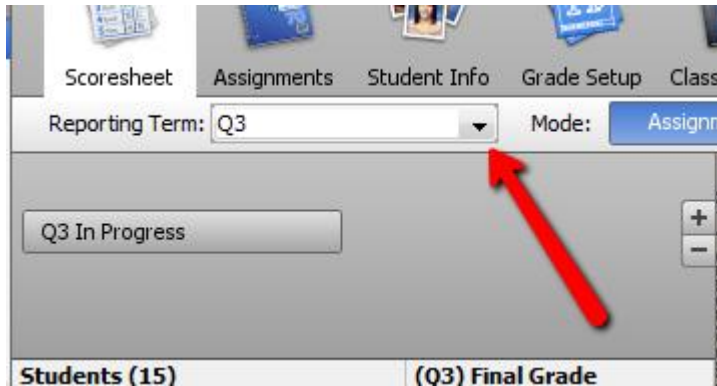 Scoresheet Assignments Student Info Grade Setup Class
Reporting Term: Q3 Mode: Assignm
Q3 In Progress
+
−
Students (15) (Q3) Final Grade